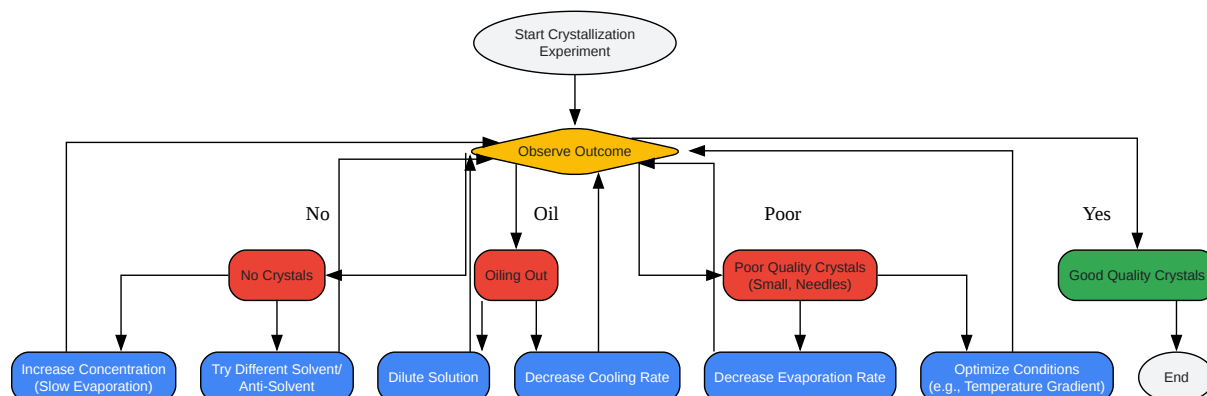 Start Crystallization
Experiment
Observe Outcome
No
Oil
Poor
Yes
No Crystals
Oiling Out
Poor Quality Crystals
(Small, Needles)
Good Quality Crystals
Increase Concentration
(Slow Evaporation)
Try Different Solvent/
Anti-Solvent
Dilute Solution
Decrease Cooling Rate
Decrease Evaporation Rate
Optimize Conditions
(e.g., Temperature Gradient)
End